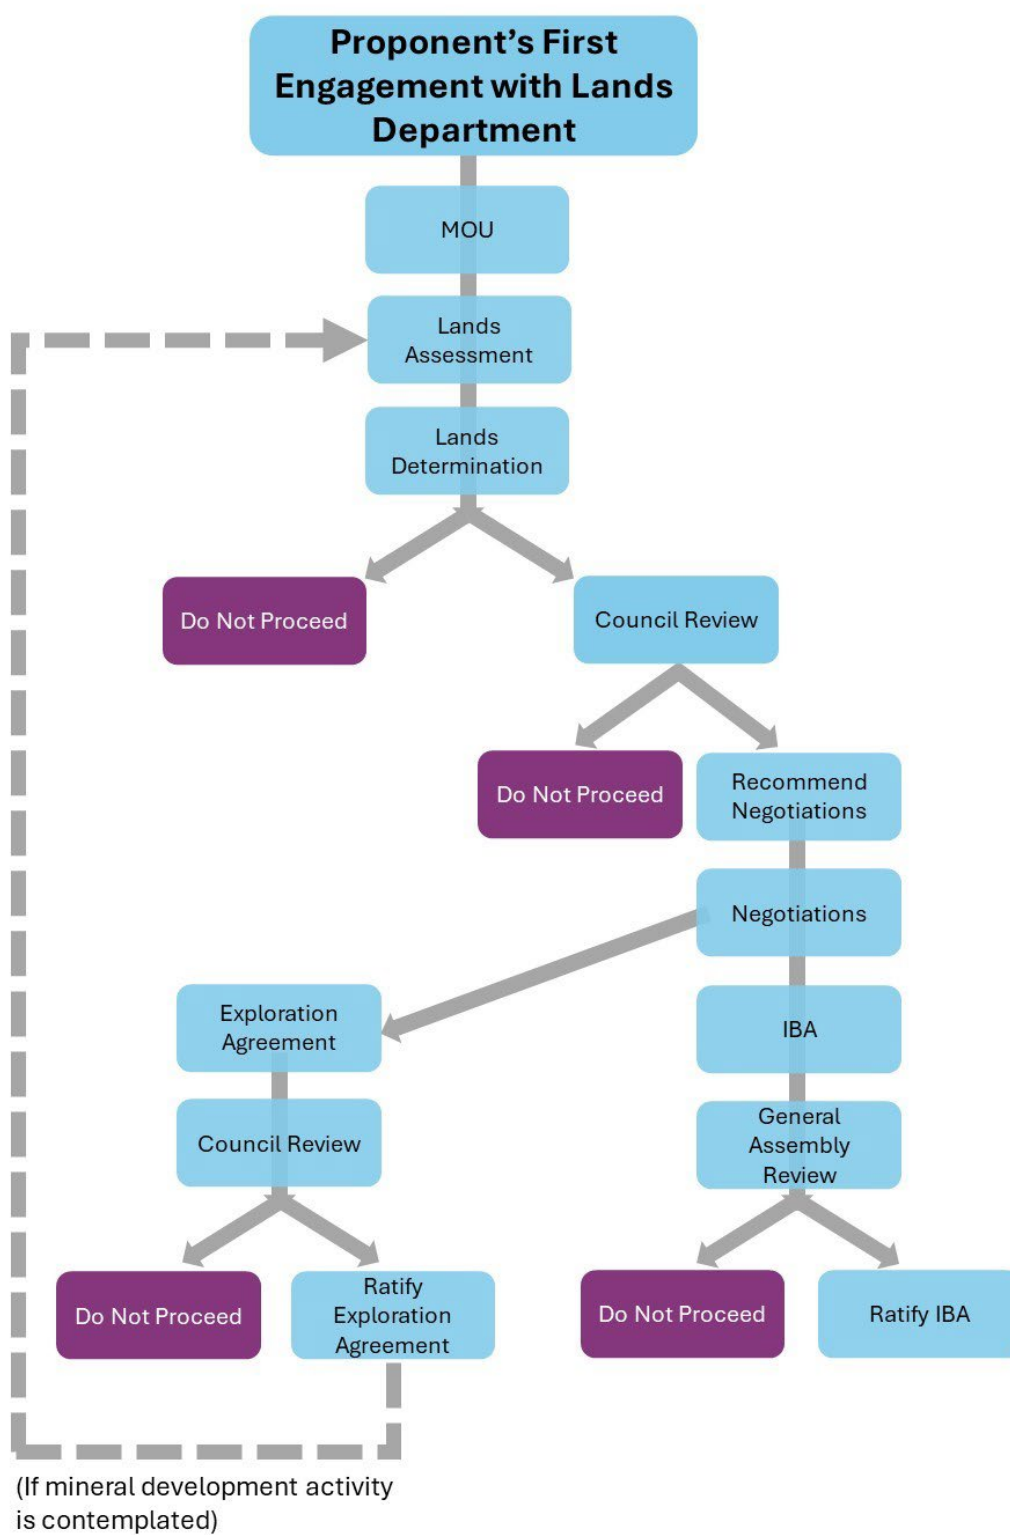 Proponent’s First
Engagement with Lands
Department
MOU
Lands
Assessment
Lands
Determination
Do Not Proceed
Council Review
Do Not Proceed
Recommend
Negotiations
Negotiations
Exploration
Agreement
IBA
Council Review
General
Assembly
Review
Do Not Proceed
Ratify
Exploration
Agreement
Do Not Proceed
Ratify IBA
(If mineral development activity
is contemplated)